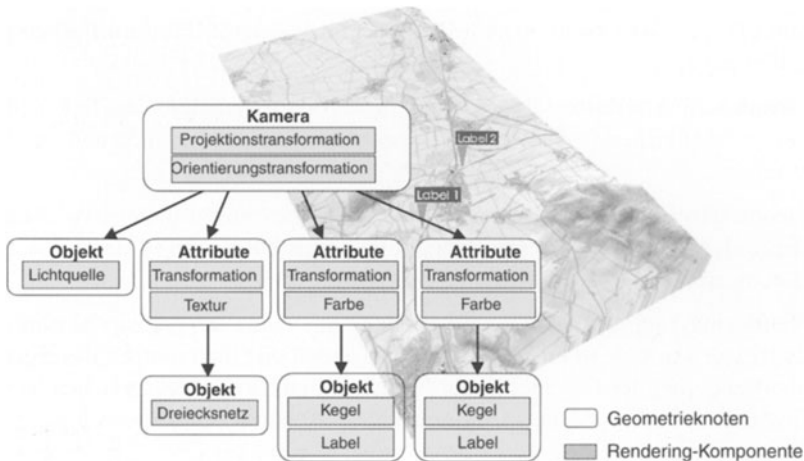 Kamera
Projektionstransformation
Orientierungstransformation
Label 2
Label 1
Objekt
Lichtquelle
Attribute
Transformation
Textur
Attribute
Transformation
Farbe
Attribute
Transformation
Farbe
Objekt
Dreiecksnetz
Objekt
Kegel
Label
Objekt
Kegel
Label
Geometrieknoten
Rendering-Komponente